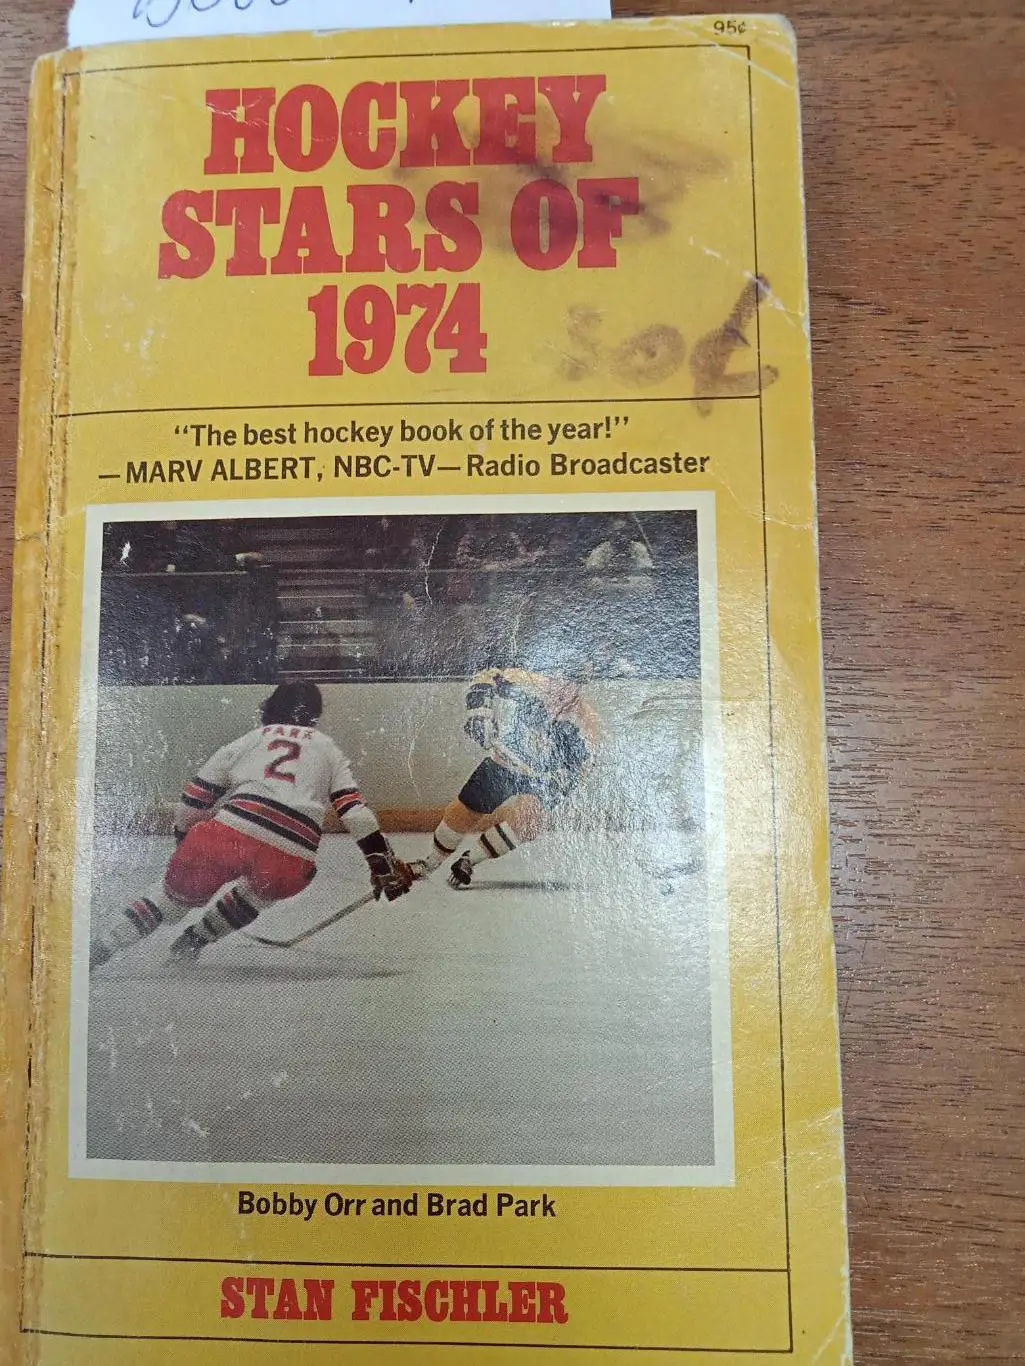 95¢
HOCKEY
STARS OF
1974
50¢
"The best hockey book of the year!"
—MARV ALBERT, NBC-TV—Radio Broadcaster
PARK
2
Bobby Orr and Brad Park
STAN FISCHLER